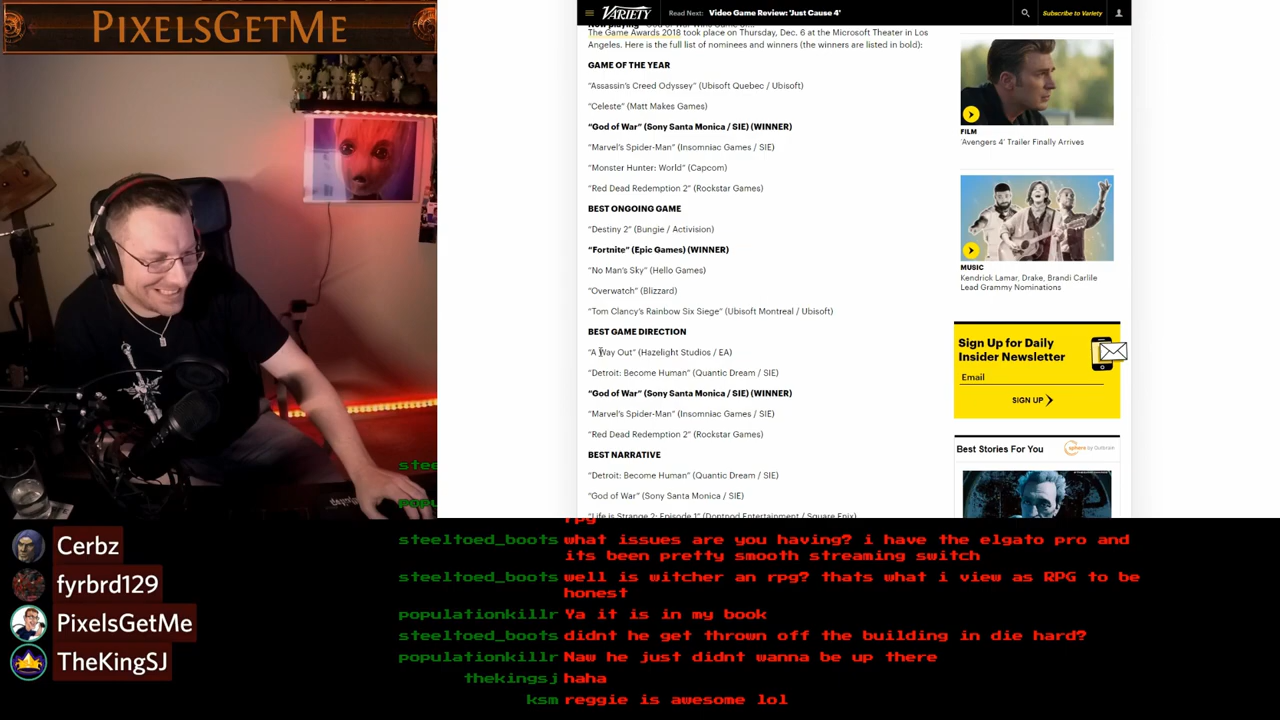 PIXELSGETME
VARIETY
Read Next: Video Game Review: 'Just Cause 4'
Subscribe to Variety
The Game Awards 2018 took place on Thursday, Dec. 6 at the Microsoft Theater in Los
Angeles. Here is the full list of nominees and winners (the winners are listed in bold):
GAME OF THE YEAR
“Assassin’s Creed Odyssey” (Ubisoft Quebec / Ubisoft)
“Celeste” (Matt Makes Games)
“God of War” (Sony Santa Monica / SIE) (WINNER)
“Marvel’s Spider-Man” (Insomniac Games / SIE)
“Monster Hunter: World” (Capcom)
“Red Dead Redemption 2” (Rockstar Games)
BEST ONGOING GAME
“Destiny 2” (Bungie / Activision)
“Fortnite” (Epic Games) (WINNER)
“No Man’s Sky” (Hello Games)
“Overwatch” (Blizzard)
“Tom Clancy’s Rainbow Six Siege” (Ubisoft Montreal / Ubisoft)
BEST GAME DIRECTION
“A Way Out” (Hazelight Studios / EA)
“Detroit: Become Human” (Quantic Dream / SIE)
“God of War” (Sony Santa Monica / SIE) (WINNER)
“Marvel’s Spider-Man” (Insomniac Games / SIE)
“Red Dead Redemption 2” (Rockstar Games)
BEST NARRATIVE
“Detroit: Become Human” (Quantic Dream / SIE)
“God of War” (Sony Santa Monica / SIE)
“Life is Strange 2: Episode 1” (Dontnod Entertainment / Square Enix)
FILM
‘Avengers 4’ Trailer Finally Arrives
MUSIC
Kendrick Lamar, Drake, Brandi Carlile
Lead Grammy Nominations
Sign Up for Daily
Insider Newsletter
Email
SIGN UP
Best Stories For You
Cerbz
fyrbrd129
PixelsGetMe
TheKingSJ
rpg
steeltoed_boots what issues are you having? i have the elgato pro and
its been pretty smooth streaming switch
steeltoed_boots well is witcher an rpg? thats what i view as RPG to be
honest
populationkillr Ya it is in my book
steeltoed_boots didnt he get thrown off the building in die hard?
populationkillr Naw he just didnt wanna be up there
thekingsj haha
ksm reggie is awesome lol